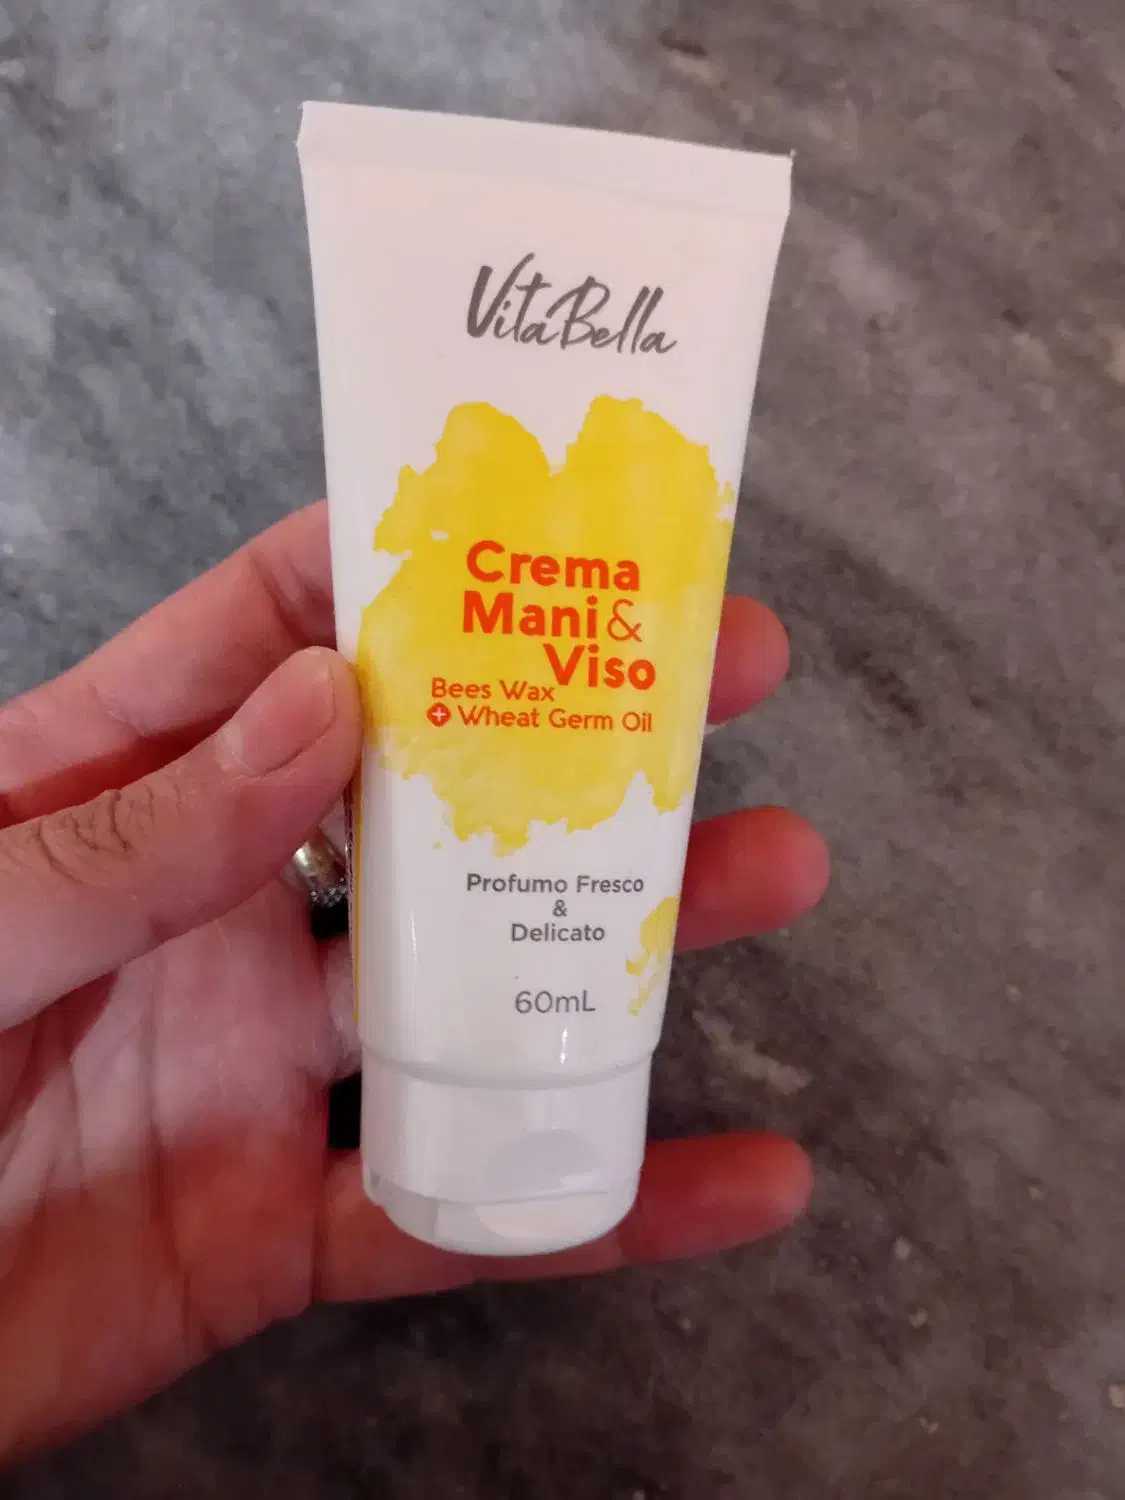 VitaBella
Crema
Mani &
Viso
Bees Wax
+ Wheat Germ Oil
Profumo Fresco
&
Delicato
60mL